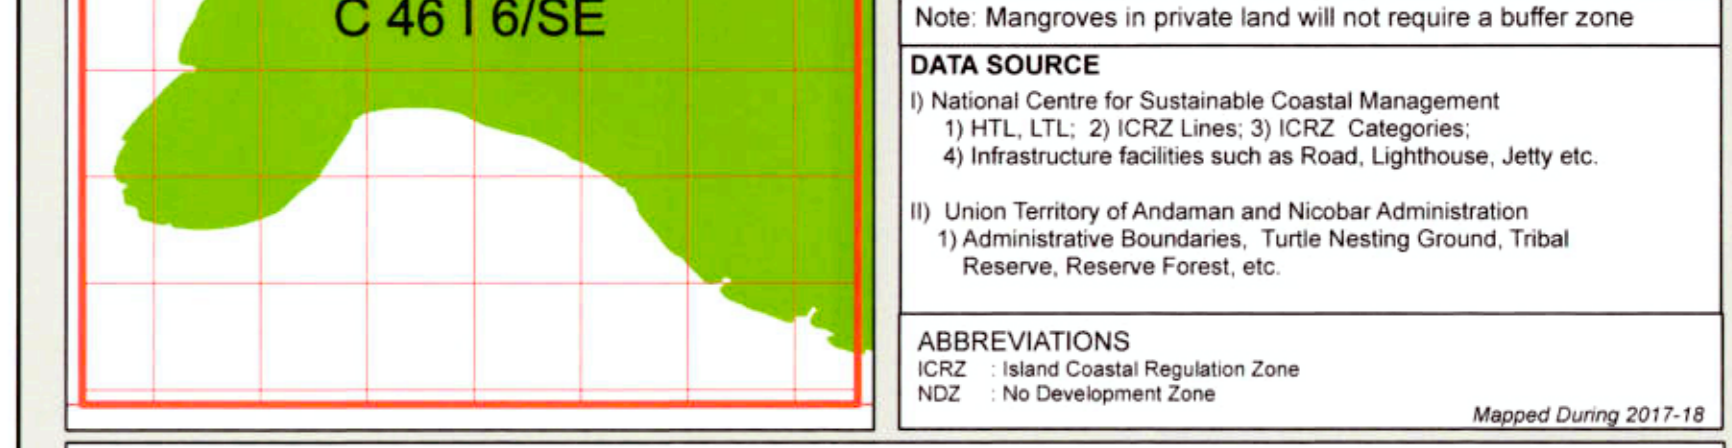 C 46 I 6/SE
Note: Mangroves in private land will not require a buffer zone
DATA SOURCE
I) National Centre for Sustainable Coastal Management
1) HTL, LTL; 2) ICRZ Lines; 3) ICRZ Categories;
4) Infrastructure facilities such as Road, Lighthouse, Jetty etc.
II) Union Territory of Andaman and Nicobar Administration
1) Administrative Boundaries, Turtle Nesting Ground, Tribal
Reserve, Reserve Forest, etc.
ABBREVIATIONS
ICRZ : Island Coastal Regulation Zone
NDZ : No Development Zone
Mapped During 2017-18